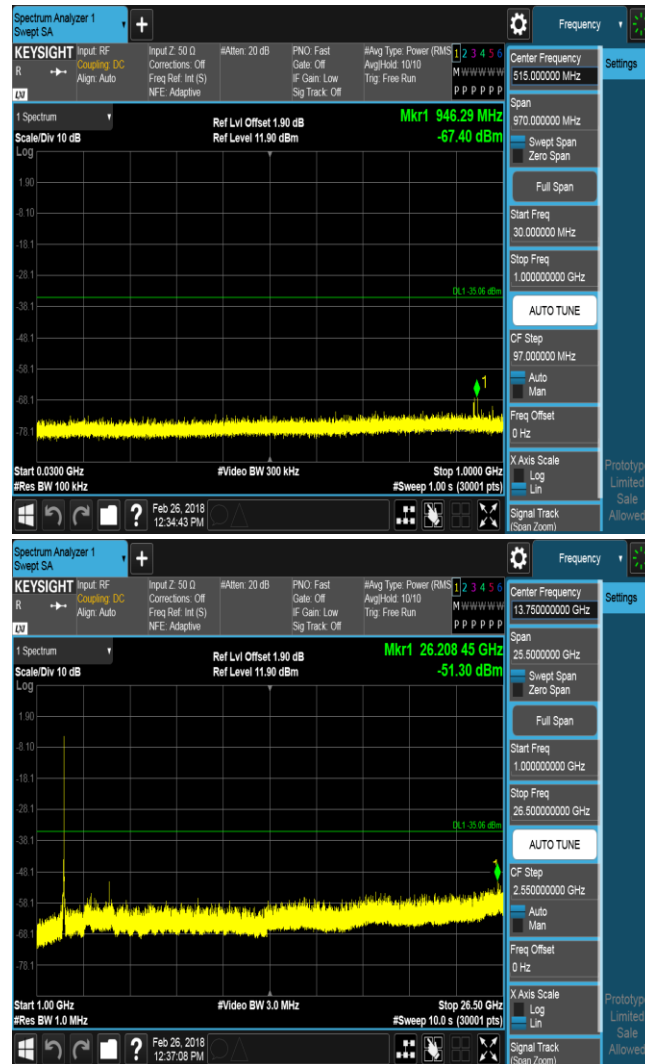 Spectrum Analyzer 1
Swept SA
+
Frequency
KEYSIGHT
R
LXI
Input: RF
Coupling: DC
Align: Auto
Input Z: 50 Ω
Corrections: Off
Freq Ref: Int (S)
NFE: Adaptive
#Atten: 20 dB
PNO: Fast
Gate: Off
IF Gain: Low
Sig Track: Off
#Avg Type: Power (RMS
Avg|Hold: 10/10
Trig: Free Run
1 2 3 4 5 6
M W W W W W
P P P P P P
Center Frequency
515.000000 MHz
Settings
1 Spectrum
Scale/Div 10 dB
Log
Ref Lvl Offset 1.90 dB
Ref Level 11.90 dBm
Mkr1 946.29 MHz
-67.40 dBm
Span
970.000000 MHz
Swept Span
Zero Span
Full Span
Start Freq
30.000000 MHz
Stop Freq
1.000000000 GHz
AUTO TUNE
CF Step
97.000000 MHz
Auto
Man
Freq Offset
0 Hz
X Axis Scale
Log
Lin
Signal Track
(Span Zoom)
Prototype
Limited
Sale
Allowed
1.90
-8.10
-18.1
-28.1
DL1 -35.06 dBm
-38.1
-48.1
-58.1
1
-68.1
-78.1
Start 0.0300 GHz
#Res BW 100 kHz
#Video BW 300 kHz
Stop 1.0000 GHz
#Sweep 1.00 s (30001 pts)
?
Feb 26, 2018
12:34:43 PM
Spectrum Analyzer 1
Swept SA
+
Frequency
KEYSIGHT
R
LXI
Input: RF
Coupling: DC
Align: Auto
Input Z: 50 Ω
Corrections: Off
Freq Ref: Int (S)
NFE: Adaptive
#Atten: 20 dB
PNO: Fast
Gate: Off
IF Gain: Low
Sig Track: Off
#Avg Type: Power (RMS
Avg|Hold: 10/10
Trig: Free Run
1 2 3 4 5 6
M W W W W W
P P P P P P
Center Frequency
13.750000000 GHz
Settings
1 Spectrum
Scale/Div 10 dB
Log
Ref Lvl Offset 1.90 dB
Ref Level 11.90 dBm
Mkr1 26.208 45 GHz
-51.30 dBm
Span
25.5000000 GHz
Swept Span
Zero Span
Full Span
Start Freq
1.000000000 GHz
Stop Freq
26.500000000 GHz
AUTO TUNE
CF Step
2.550000000 GHz
Auto
Man
Freq Offset
0 Hz
X Axis Scale
Log
Lin
Signal Track
(Span Zoom)
Prototype
Limited
Sale
Allowed
1.90
-8.10
-18.1
-28.1
DL1 -35.06 dBm
-38.1
-48.1
1
-58.1
-68.1
-78.1
Start 1.00 GHz
#Res BW 1.0 MHz
#Video BW 3.0 MHz
Stop 26.50 GHz
#Sweep 10.0 s (30001 pts)
?
Feb 26, 2018
12:37:08 PM